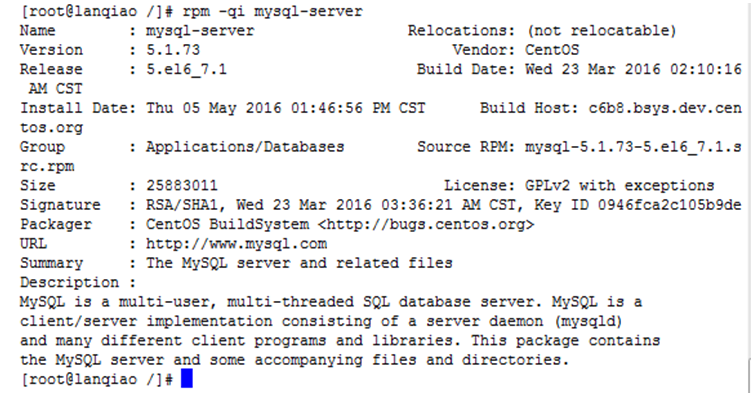 [root@lanqiao /]# rpm -qi mysql-server
Name        : mysql-server                 Relocations: (not relocatable)
Version     : 5.1.73                            Vendor: CentOS
Release     : 5.el6_7.1                     Build Date: Wed 23 Mar 2016 02:10:16
 AM CST
Install Date: Thu 05 May 2016 01:46:56 PM CST      Build Host: c6b8.bsys.dev.cen
tos.org
Group       : Applications/Databases        Source RPM: mysql-5.1.73-5.el6_7.1.s
rc.rpm
Size        : 25883011                         License: GPLv2 with exceptions
Signature   : RSA/SHA1, Wed 23 Mar 2016 03:36:21 AM CST, Key ID 0946fca2c105b9de
Packager    : CentOS BuildSystem <http://bugs.centos.org>
URL         : http://www.mysql.com
Summary     : The MySQL server and related files
Description :
MySQL is a multi-user, multi-threaded SQL database server. MySQL is a
client/server implementation consisting of a server daemon (mysqld)
and many different client programs and libraries. This package contains
the MySQL server and some accompanying files and directories.
[root@lanqiao /]#